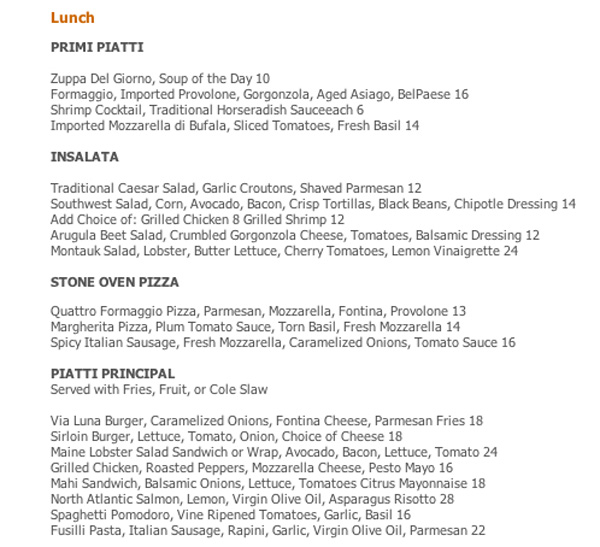 Lunch
PRIMI PIATTI
Zuppa Del Giorno, Soup of the Day 10
Formaggio, Imported Provolone, Gorgonzola, Aged Asiago, BelPaese 16
Shrimp Cocktail, Traditional Horseradish Sauceeach 6
Imported Mozzarella di Bufala, Sliced Tomatoes, Fresh Basil 14
INSALATA
Traditional Caesar Salad, Garlic Croutons, Shaved Parmesan 12
Southwest Salad, Corn, Avocado, Bacon, Crisp Tortillas, Black Beans, Chipotle Dressing 14
Add Choice of: Grilled Chicken 8 Grilled Shrimp 12
Arugula Beet Salad, Crumbled Gorgonzola Cheese, Tomatoes, Balsamic Dressing 12
Montauk Salad, Lobster, Butter Lettuce, Cherry Tomatoes, Lemon Vinaigrette 24
STONE OVEN PIZZA
Quattro Formaggio Pizza, Parmesan, Mozzarella, Fontina, Provolone 13
Margherita Pizza, Plum Tomato Sauce, Torn Basil, Fresh Mozzarella 14
Spicy Italian Sausage, Fresh Mozzarella, Caramelized Onions, Tomato Sauce 16
PIATTI PRINCIPAL
Served with Fries, Fruit, or Cole Slaw
Via Luna Burger, Caramelized Onions, Fontina Cheese, Parmesan Fries 18
Sirloin Burger, Lettuce, Tomato, Onion, Choice of Cheese 18
Maine Lobster Salad Sandwich or Wrap, Avocado, Bacon, Lettuce, Tomato 24
Grilled Chicken, Roasted Peppers, Mozzarella Cheese, Pesto Mayo 16
Mahi Sandwich, Balsamic Onions, Lettuce, Tomatoes Citrus Mayonnaise 18
North Atlantic Salmon, Lemon, Virgin Olive Oil, Asparagus Risotto 28
Spaghetti Pomodoro, Vine Ripened Tomatoes, Garlic, Basil 16
Fusilli Pasta, Italian Sausage, Rapini, Garlic, Virgin Olive Oil, Parmesan 22